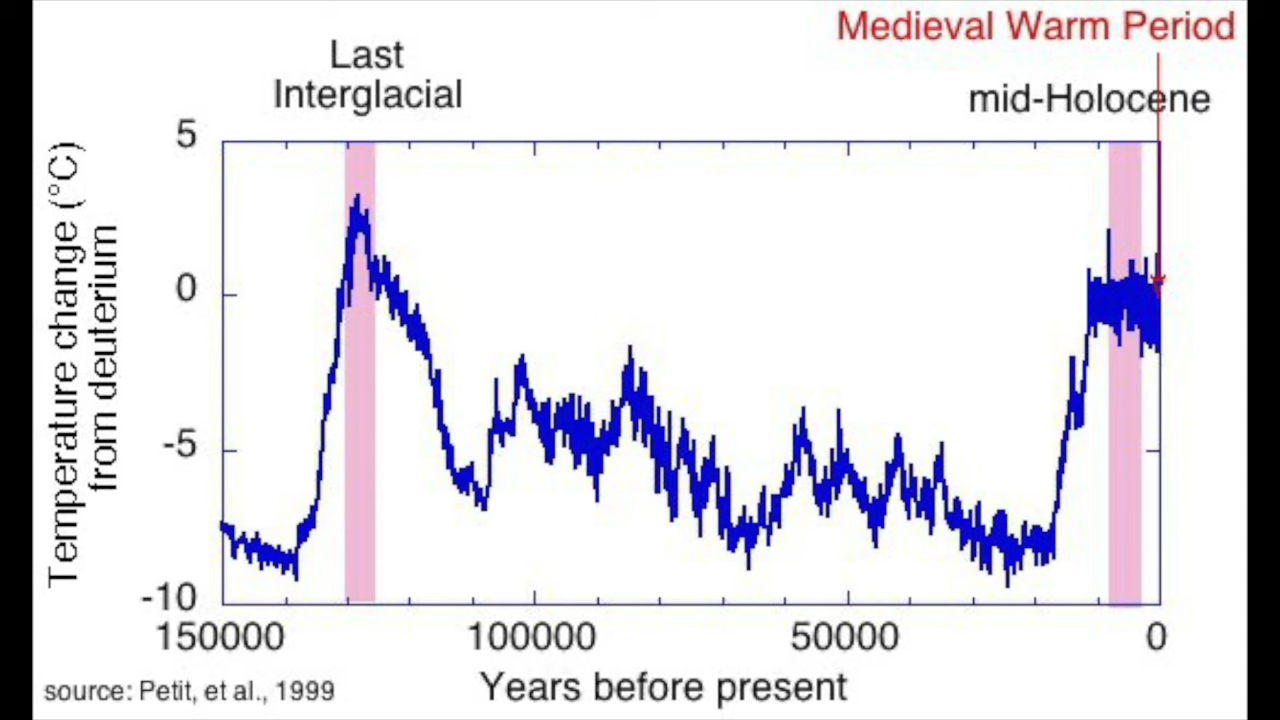 Medieval Warm Period
Last
Interglacial
mid-Holocene
Temperature change (°C)
from deuterium
5
0
-5
-10
150000
100000
50000
0
Years before present
source: Petit, et al., 1999